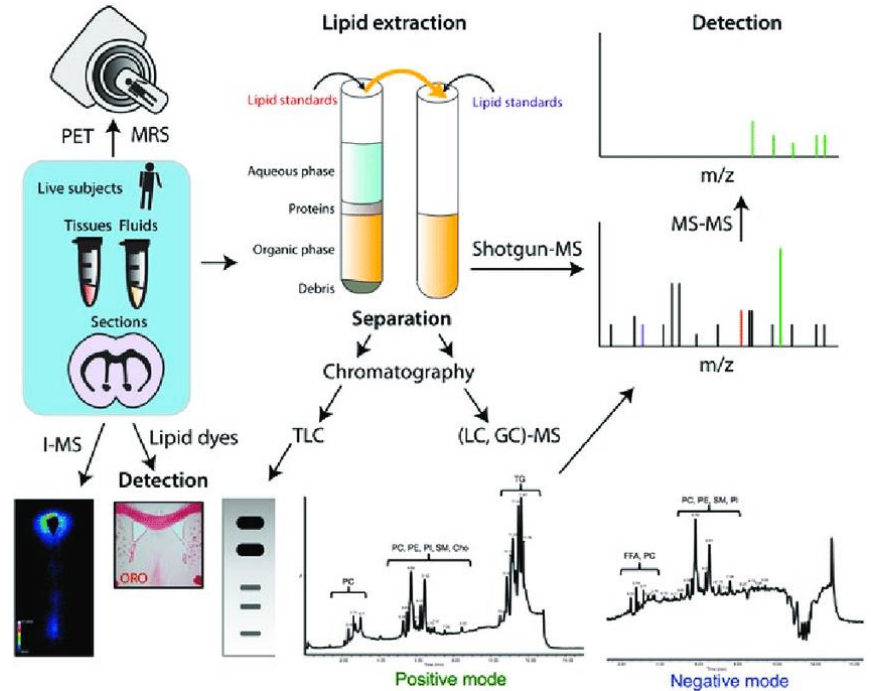 Lipid extraction
Detection
PET
MRS
Lipid standards
Lipid standards
Live subjects
Tissues Fluids
Sections
Aqueous phase
Proteins
Organic phase
Debris
m/z
MS-MS
Shotgun-MS
m/z
Separation
Chromatography
TLC
(LC, GC)-MS
I-MS
Lipid dyes
Detection
ORO
PC
PC, PE, PI, SM, Cho
TG
Positive mode
FFA, PC
PC, PE, SM, PI
Negative mode